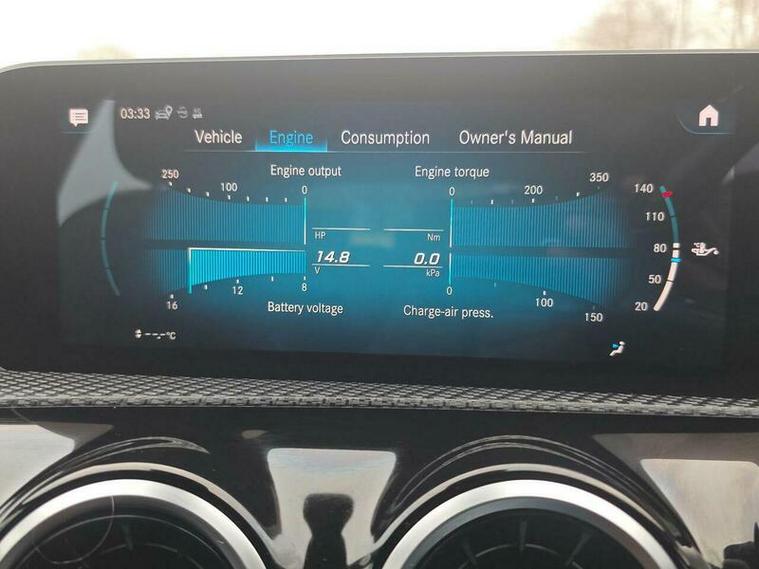 03:33
Vehicle Engine Consumption Owner's Manual
Engine output Engine torque
250 100 0 0 200 350
140
110
80
50
20
HP Nm
14.8 0.0
V kPa
16 12 8 0 100 150
Battery voltage Charge-air press.
--,-°C